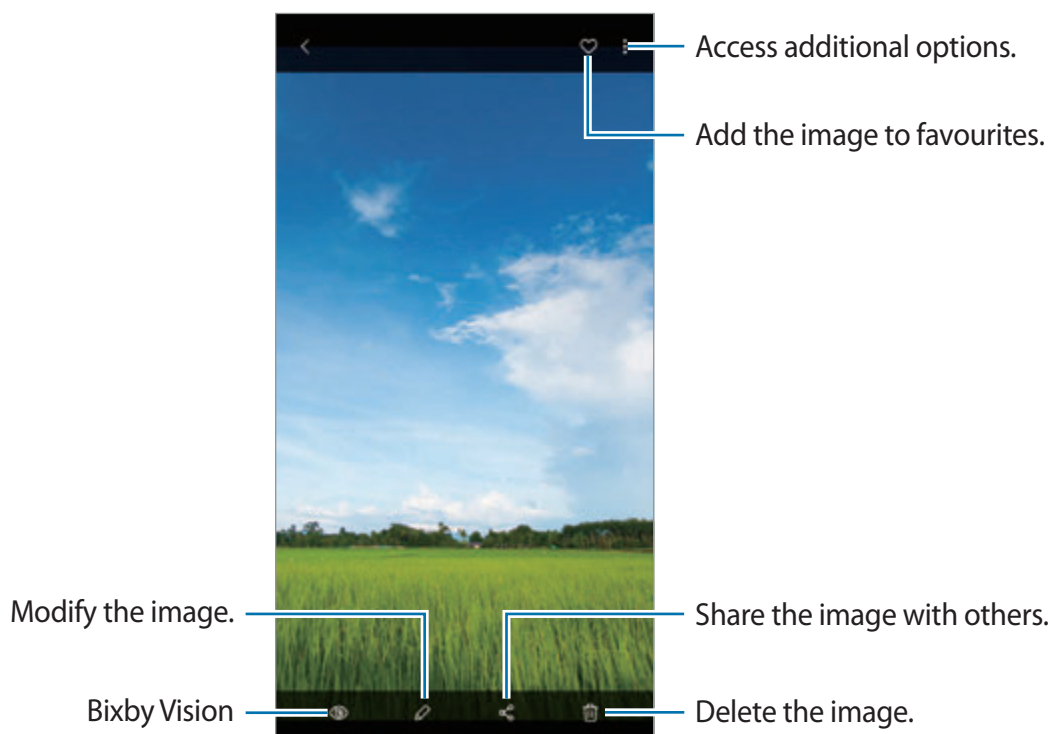 Access additional options.
Add the image to favourites.
Modify the image.
Share the image with others.
Bixby Vision
Delete the image.